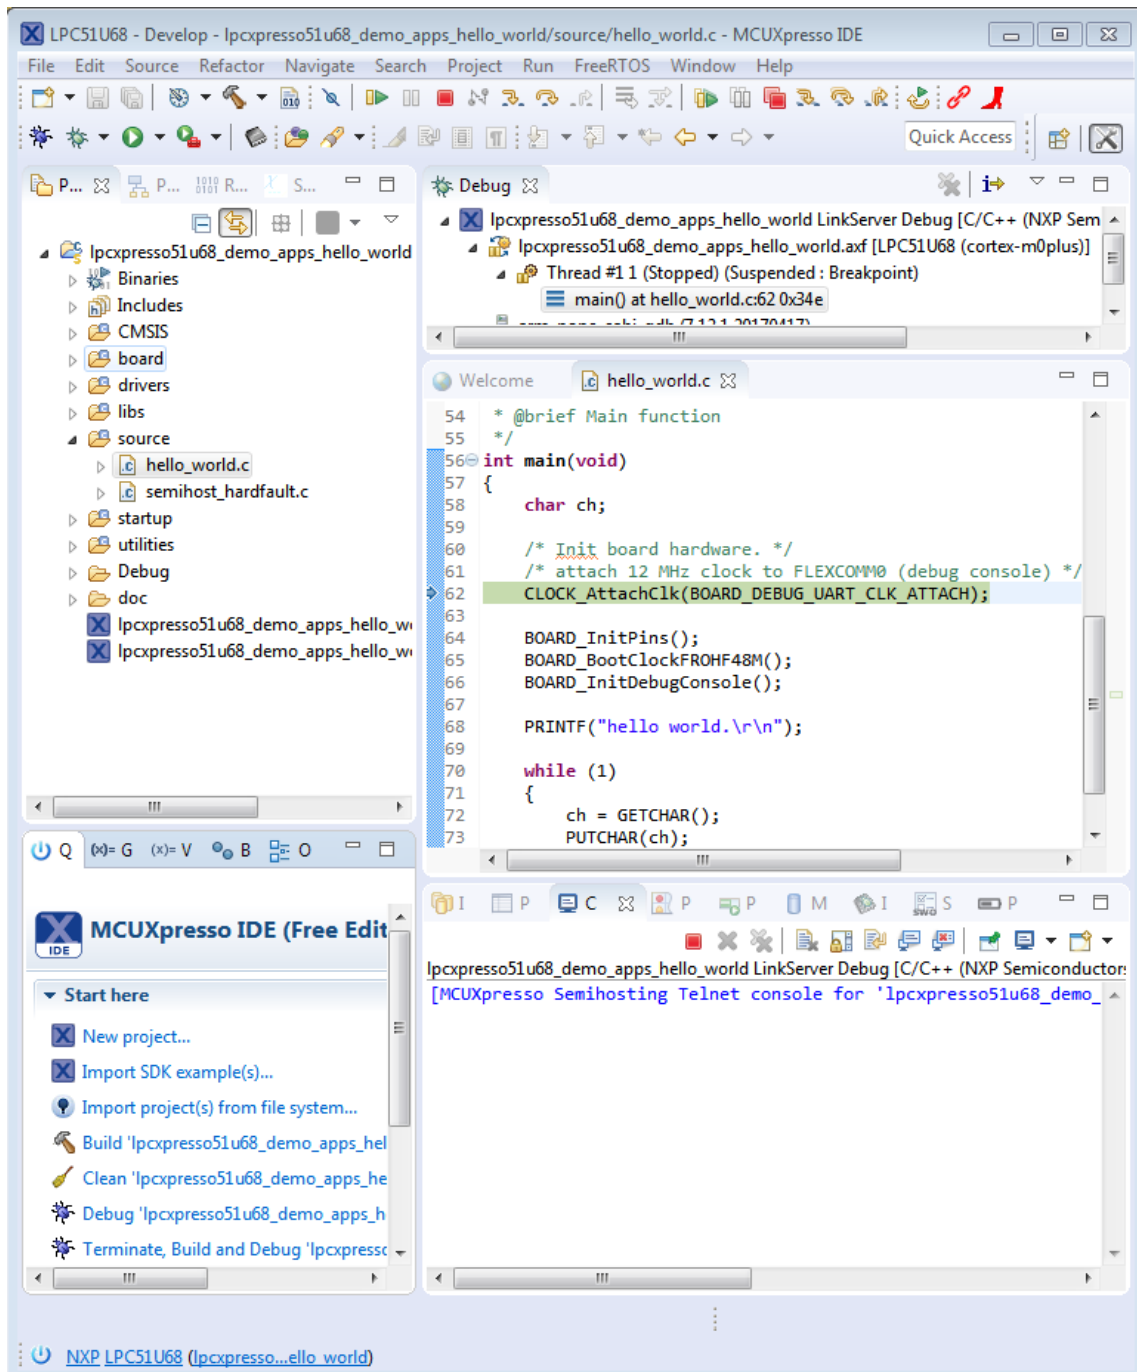 LPC51U68 - Develop - lpcxpresso51u68_demo_apps_hello_world/source/hello_world.c - MCUXpresso IDE
File Edit Source Refactor Navigate Search Project Run FreeRTOS Window Help
Quick Access
P... P... R... S...
lpcxpresso51u68_demo_apps_hello_world
Binaries
Includes
CMSIS
board
drivers
libs
source
hello_world.c
semihost_hardfault.c
startup
utilities
Debug
doc
lpcxpresso51u68_demo_apps_hello_w
lpcxpresso51u68_demo_apps_hello_w
Debug
lpcxpresso51u68_demo_apps_hello_world LinkServer Debug [C/C++ (NXP Sem
lpcxpresso51u68_demo_apps_hello_world.axf [LPC51U68 (cortex-m0plus)]
Thread #1 1 (Stopped) (Suspended : Breakpoint)
main() at hello_world.c:62 0x34e
Welcome hello_world.c
54 * @brief Main function
55 */
56 int main(void)
57 {
58 char ch;
59
60 /* Init board hardware. */
61 /* attach 12 MHz clock to FLEXCOMM0 (debug console) */
62 CLOCK_AttachClk(BOARD_DEBUG_UART_CLK_ATTACH);
63
64 BOARD_InitPins();
65 BOARD_BootClockFROHF48M();
66 BOARD_InitDebugConsole();
67
68 PRINTF("hello world.\r\n");
69
70 while (1)
71 {
72 ch = GETCHAR();
73 PUTCHAR(ch);
Q (x)= G (x)= V B O
IDE
MCUXpresso IDE (Free Edit
Start here
New project...
Import SDK example(s)...
Import project(s) from file system...
Build 'lpcxpresso51u68_demo_apps_hel
Clean 'lpcxpresso51u68_demo_apps_he
Debug 'lpcxpresso51u68_demo_apps_h
Terminate, Build and Debug 'lpcxpresso
I P C P P M I S P
lpcxpresso51u68_demo_apps_hello_world LinkServer Debug [C/C++ (NXP Semiconductors
[MCUXpresso Semihosting Telnet console for 'lpcxpresso51u68_demo_
NXP LPC51U68 (lpcxpresso...ello_world)